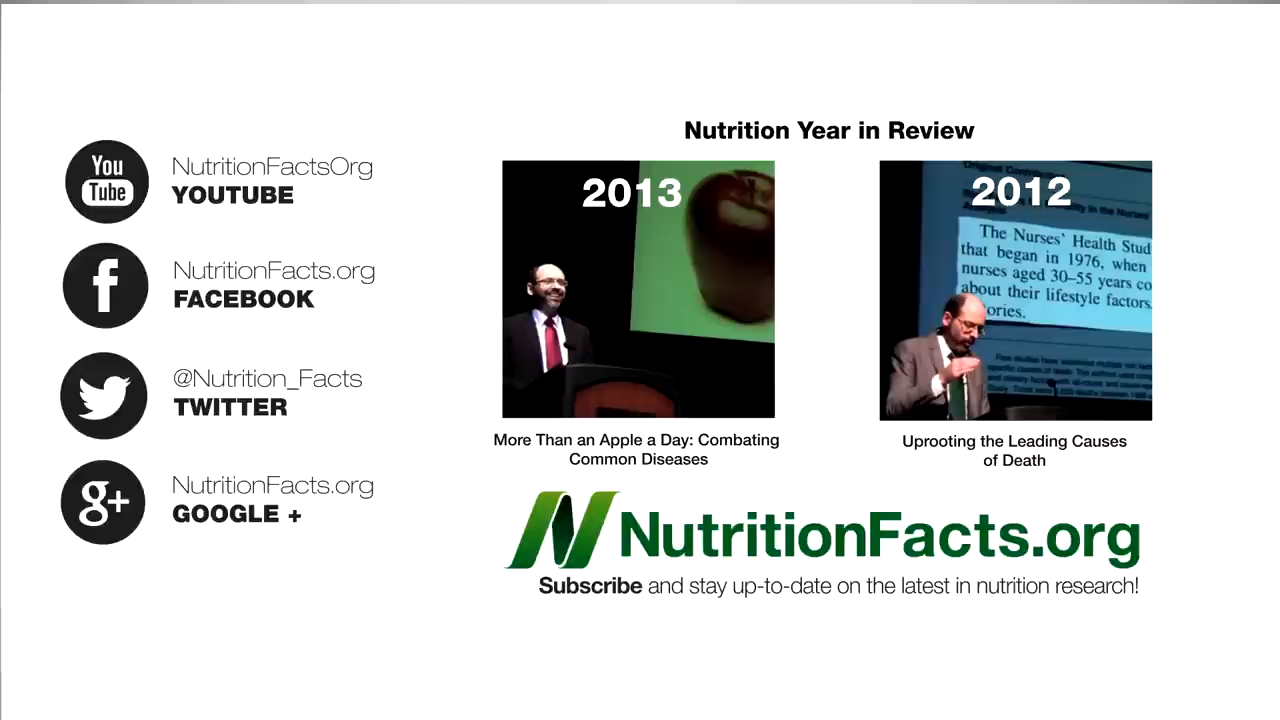 You
Tube
NutritionFactsOrg
YOUTUBE
f
NutritionFacts.org
FACEBOOK
@Nutrition_Facts
TWITTER
g+
NutritionFacts.org
GOOGLE +
Nutrition Year in Review
2013
More Than an Apple a Day: Combating
Common Diseases
2012
Original
The Nurses' Health Stud
that began in 1976, when
nurses aged 30–55 years co
about their lifestyle factors
ories.
Uprooting the Leading Causes
of Death
N NutritionFacts.org
Subscribe and stay up-to-date on the latest in nutrition research!